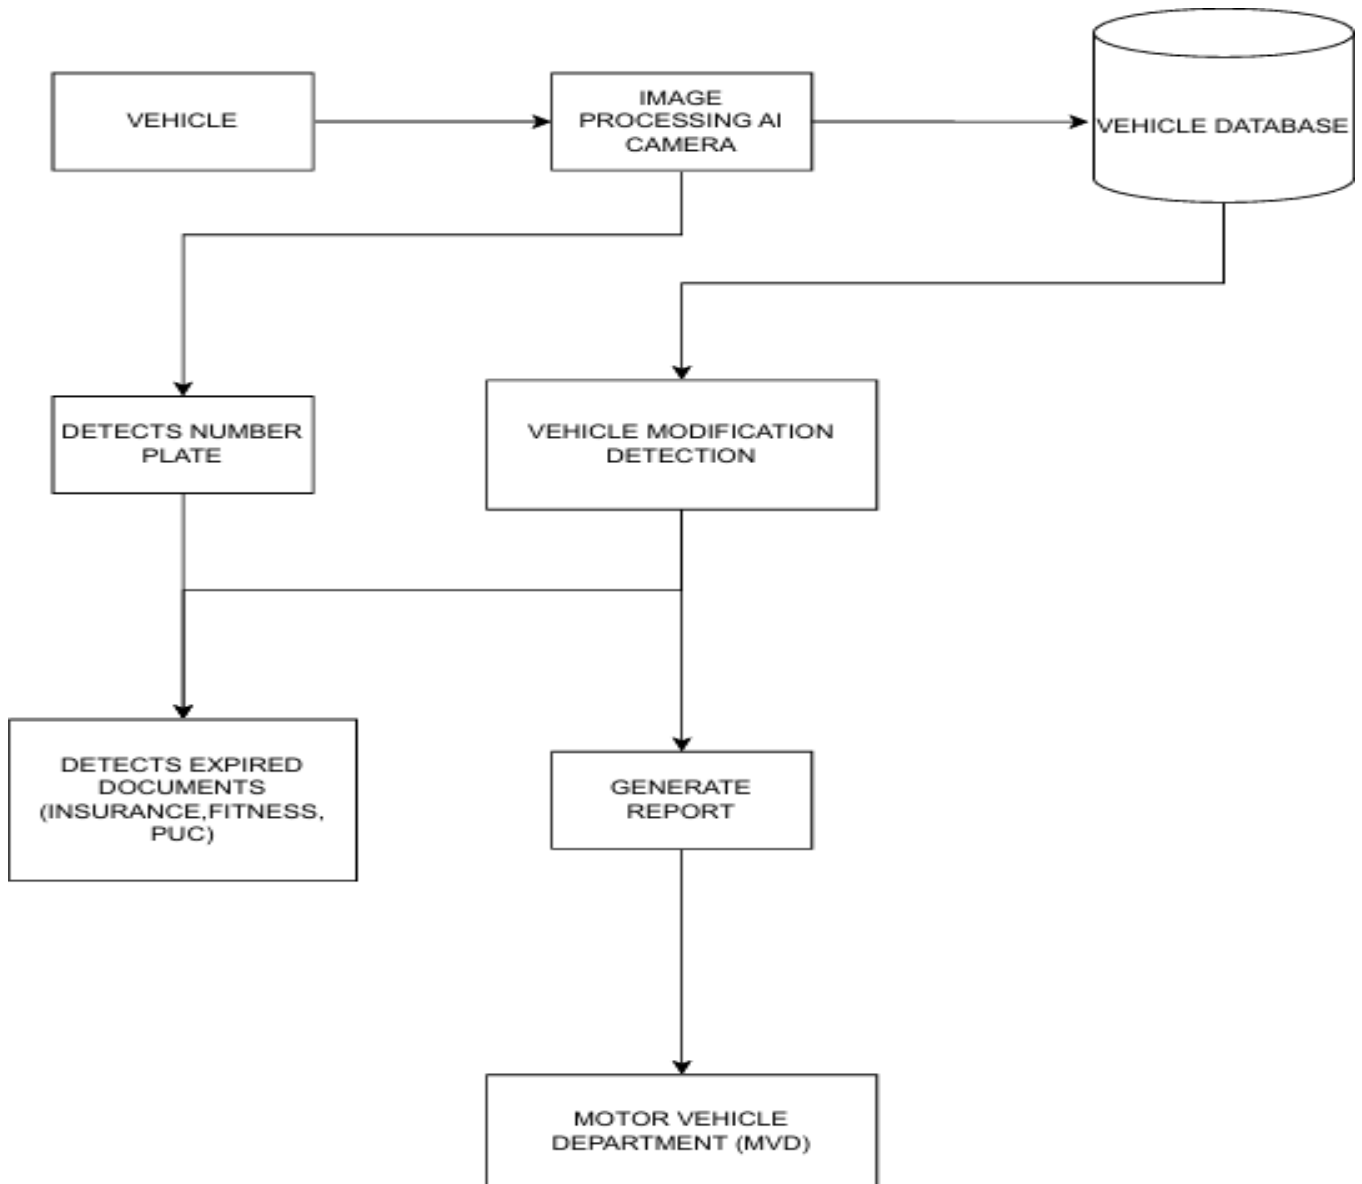 VEHICLE
IMAGE
PROCESSING AI
CAMERA
VEHICLE DATABASE
DETECTS NUMBER
PLATE
VEHICLE MODIFICATION
DETECTION
DETECTS EXPIRED
DOCUMENTS
(INSURANCE,FITNESS,
PUC)
GENERATE
REPORT
MOTOR VEHICLE
DEPARTMENT (MVD)